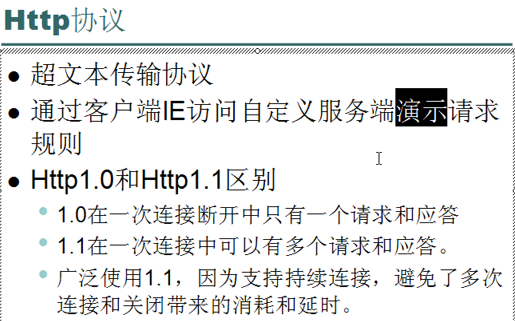 Http协议
超文本传输协议
通过客户端IE访问自定义服务端演示请求
规则
Http1.0和Http1.1区别
1.0在一次连接断开中只有一个请求和应答
1.1在一次连接中可以有多个请求和应答。
广泛使用1.1，因为支持持续连接，避免了多次
连接和关闭带来的消耗和延时。